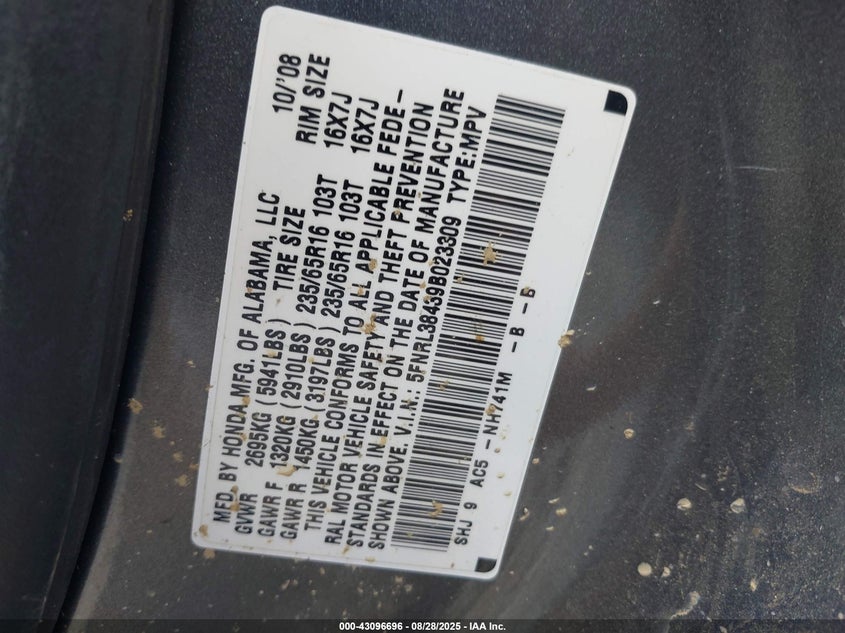 MFD. BY HONDA MFG. OF ALABAMA, LLC 10/'08
GVWR 2695KG (5941LBS) TIRE SIZE RIM SIZE
GAWR F 1320KG (2910LBS) 235/65R16 103T 16X7J
GAWR R 1450KG (3197LBS) 235/65R16 103T 16X7J
THIS VEHICLE CONFORMS TO ALL APPLICABLE FEDE-
RAL MOTOR VEHICLE SAFETY AND THEFT PREVENTION
STANDARDS IN EFFECT ON THE DATE OF MANUFACTURE
SHOWN ABOVE. V.I.N.: 5FNRL38439B023309 TYPE:MPV
SHJ 9 AC5 -NH741M -B -B
000-43096696 - 08/28/2025 - IAA Inc.